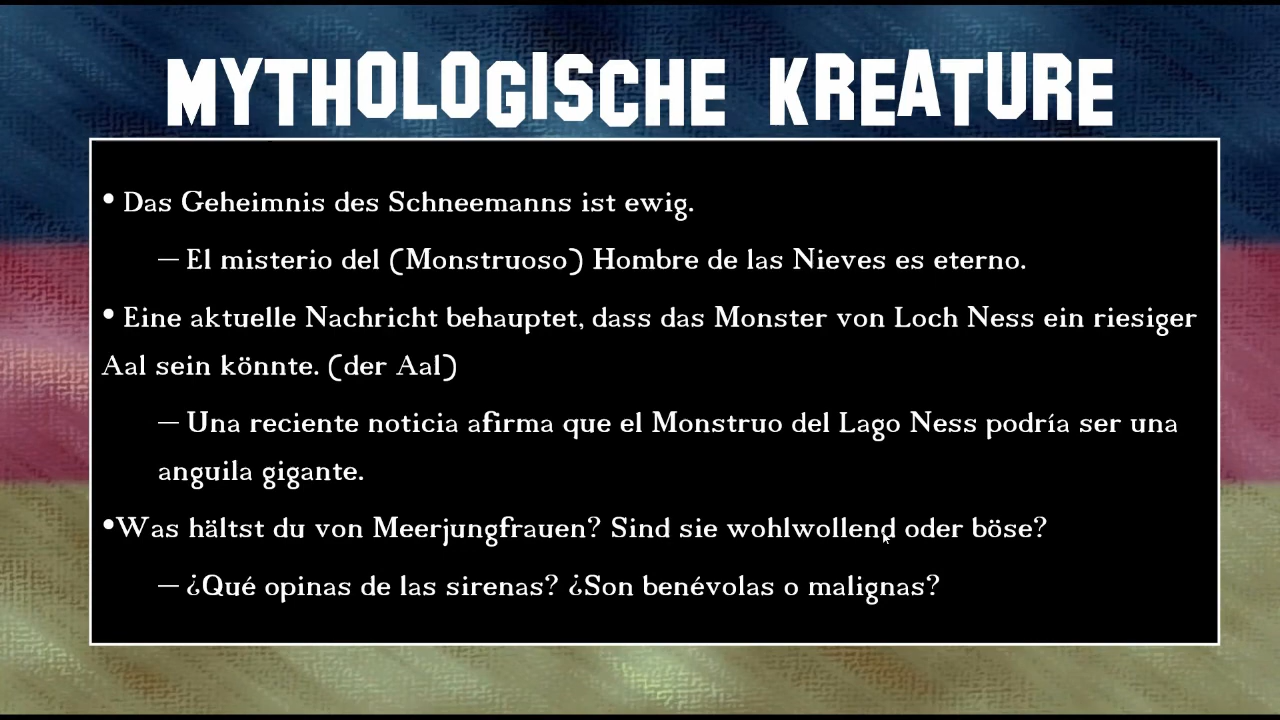 MYTHOLOGISCHE KREATURE
• Das Geheimnis des Schneemanns ist ewig.
— El misterio del (Monstruoso) Hombre de las Nieves es eterno.
• Eine aktuelle Nachricht behauptet, dass das Monster von Loch Ness ein riesiger
Aal sein könnte. (der Aal)
— Una reciente noticia afirma que el Monstruo del Lago Ness podría ser una
anguila gigante.
•Was hältst du von Meerjungfrauen? Sind sie wohlwollend oder böse?
— ¿Qué opinas de las sirenas? ¿Son benévolas o malignas?